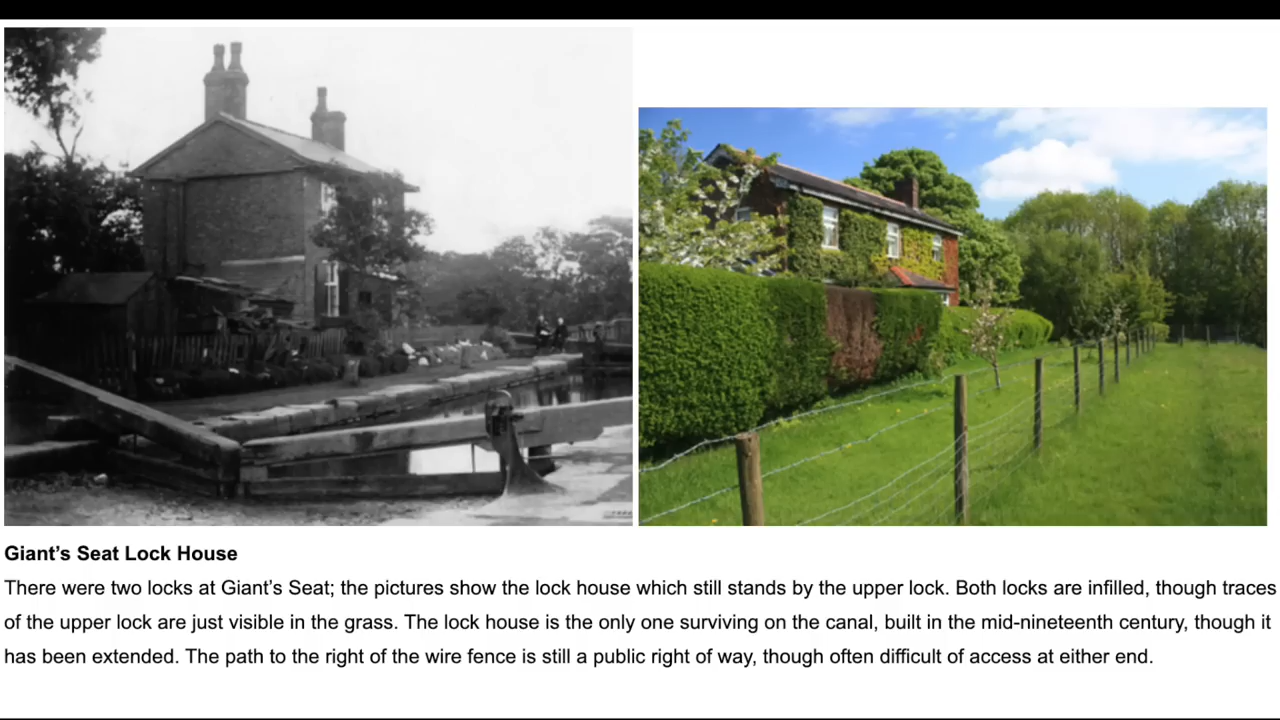 Giant’s Seat Lock House
There were two locks at Giant’s Seat; the pictures show the lock house which still stands by the upper lock. Both locks are infilled, though traces
of the upper lock are just visible in the grass. The lock house is the only one surviving on the canal, built in the mid-nineteenth century, though it
has been extended. The path to the right of the wire fence is still a public right of way, though often difficult of access at either end.